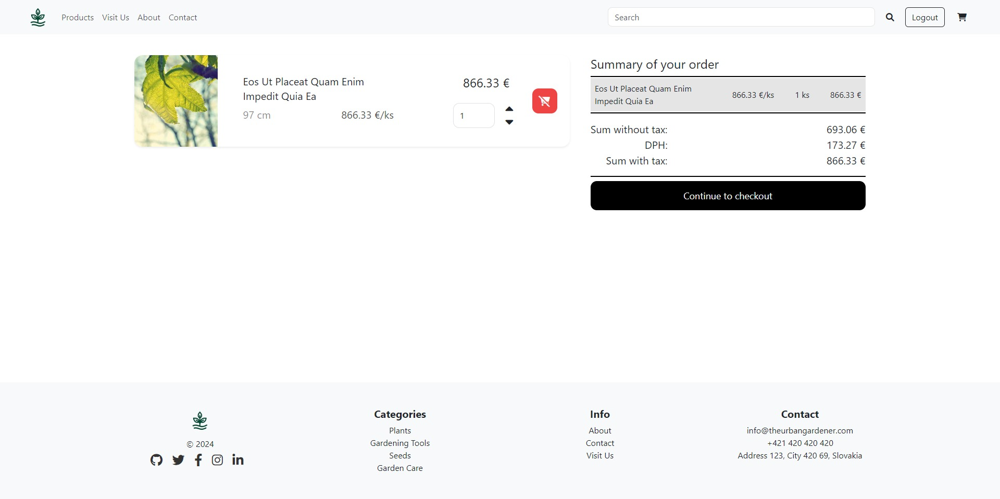 Products Visit Us About Contact Search Logout
Eos Ut Placeat Quam Enim
Impedit Quia Ea
97 cm 866.33 €/ks
866.33 €
1
Summary of your order
Eos Ut Placeat Quam Enim
Impedit Quia Ea
866.33 €/ks 1 ks 866.33 €
Sum without tax: 693.06 €
DPH: 173.27 €
Sum with tax: 866.33 €
Continue to checkout
© 2024
Categories
Plants
Gardening Tools
Seeds
Garden Care
Info
About
Contact
Visit Us
Contact
info@theurbangardener.com
+421 420 420 420
Address 123, City 420 69, Slovakia